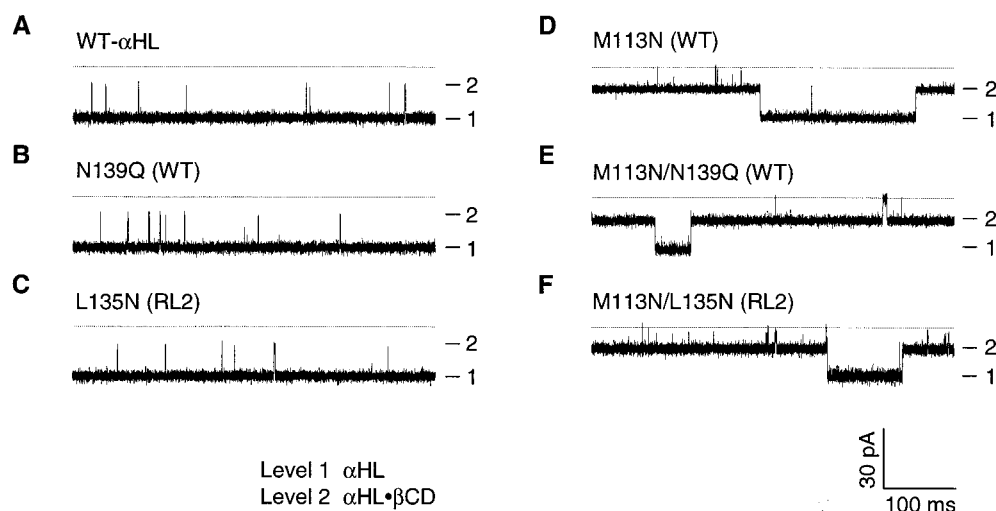 A
WT-αHL
2
1
B
N139Q (WT)
2
1
C
L135N (RL2)
2
1
Level 1 αHL
Level 2 αHL•βCD
D
M113N (WT)
2
1
E
M113N/N139Q (WT)
2
1
F
M113N/L135N (RL2)
2
1
30 pA
100 ms